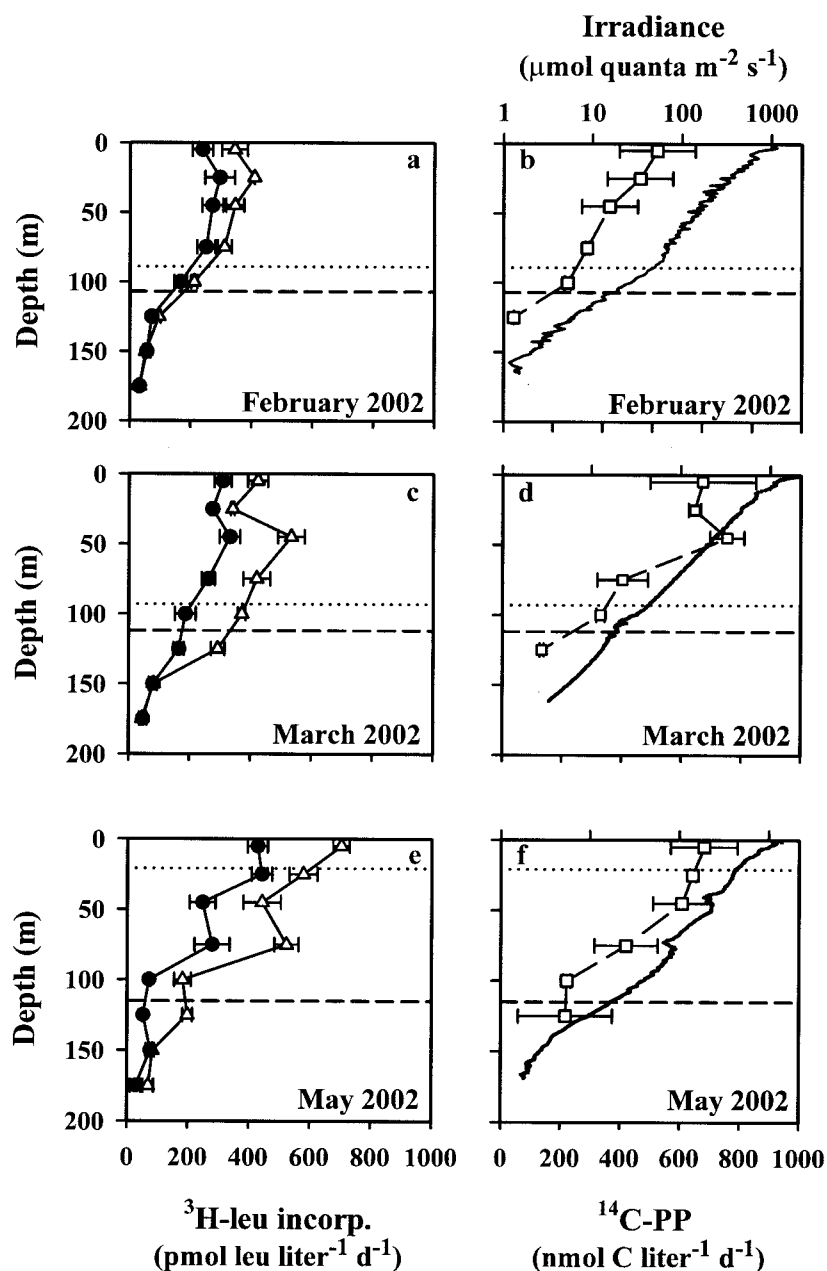 Irradiance
(μmol quanta m⁻² s⁻¹)
1 10 100 1000
0 a b
50
100
150
200
Depth (m)
February 2002 February 2002
0 c d
50
100
150
200
Depth (m)
March 2002 March 2002
0 e f
50
100
150
200
Depth (m)
May 2002 May 2002
0 200 400 600 800 1000 0 200 400 600 800 1000
³H-leu incorp. ¹⁴C-PP
(pmol leu liter⁻¹ d⁻¹) (nmol C liter⁻¹ d⁻¹)